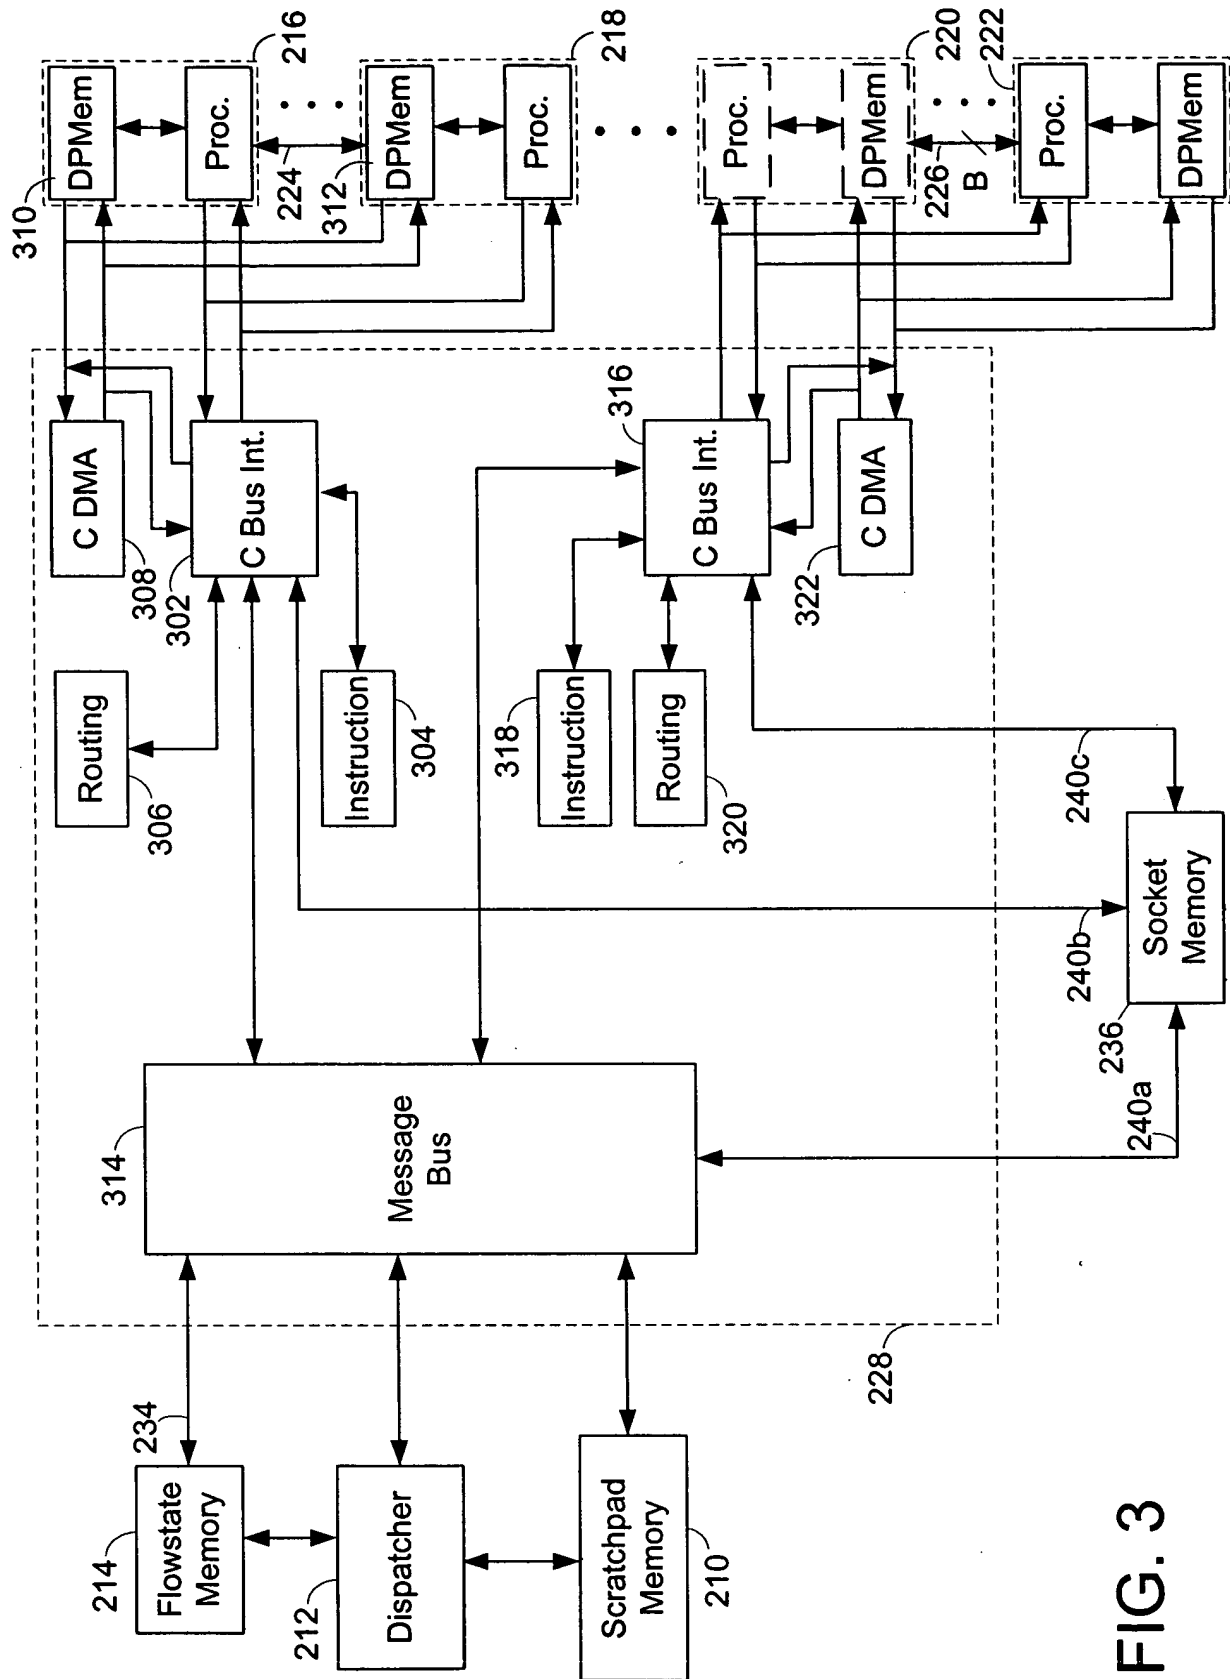 214
Flowstate
Memory
234
212
Dispatcher
Scratchpad
Memory
210
228
314
Message
Bus
306
Routing
308
C DMA
302
C Bus Int.
Instruction
304
318
Instruction
Routing
320
316
C Bus Int.
322
C DMA
310
DPMem
216
Proc.
224
312
DPMem
218
Proc.
Proc.
220
DPMem
226
B
222
Proc.
DPMem
240a
240b
240c
236
Socket
Memory
FIG. 3